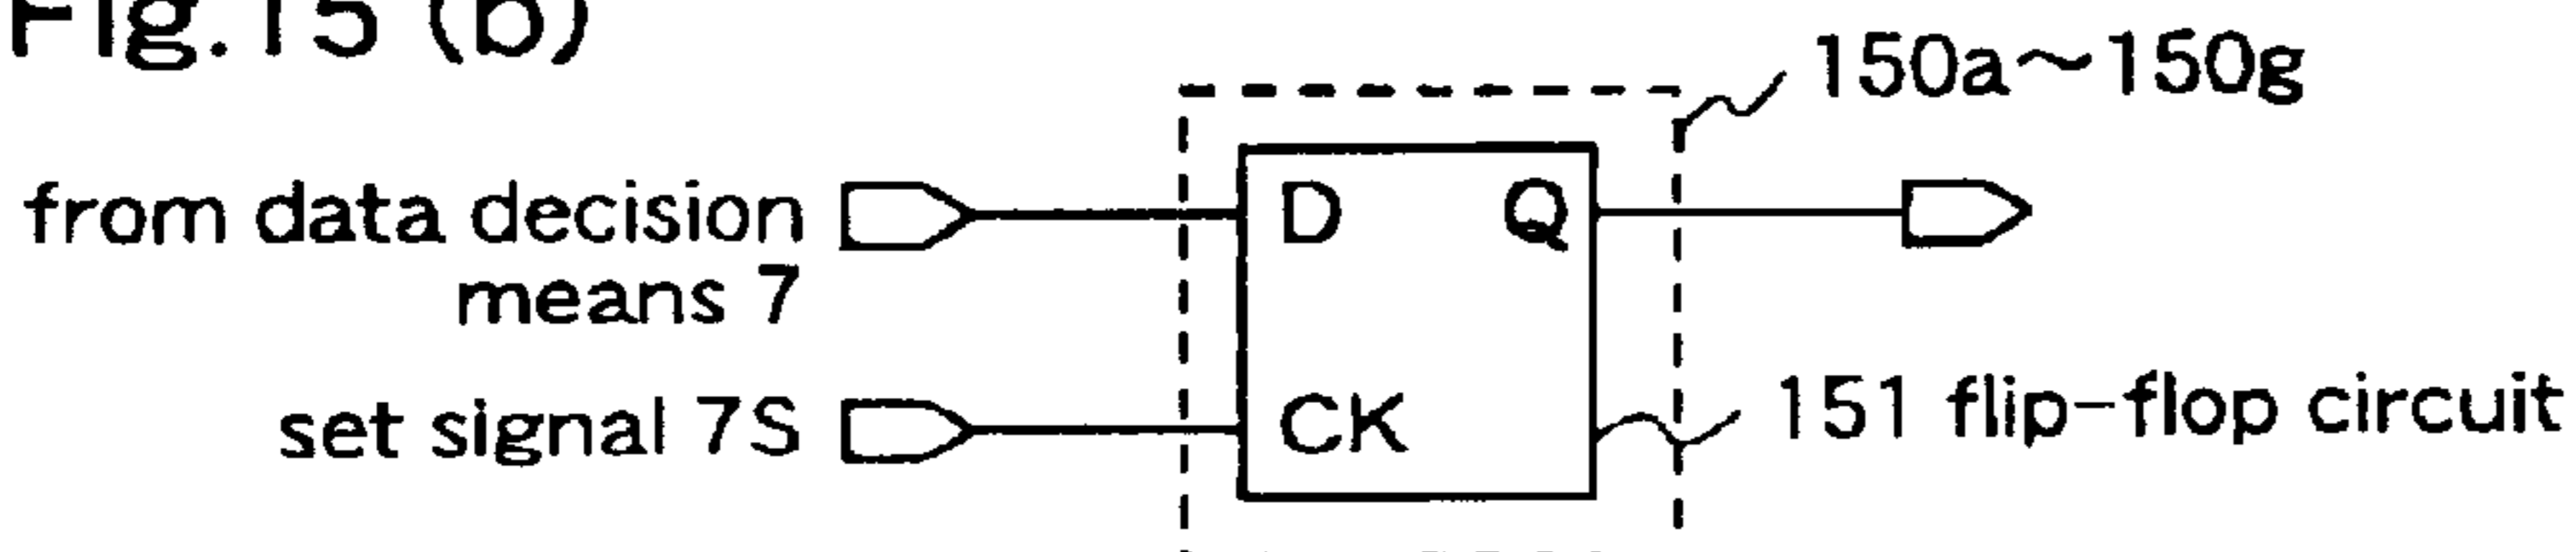 Fig.15 (b)
150a~150g
from data decision
means 7
D
Q
set signal 7S
CK
151 flip-flop circuit